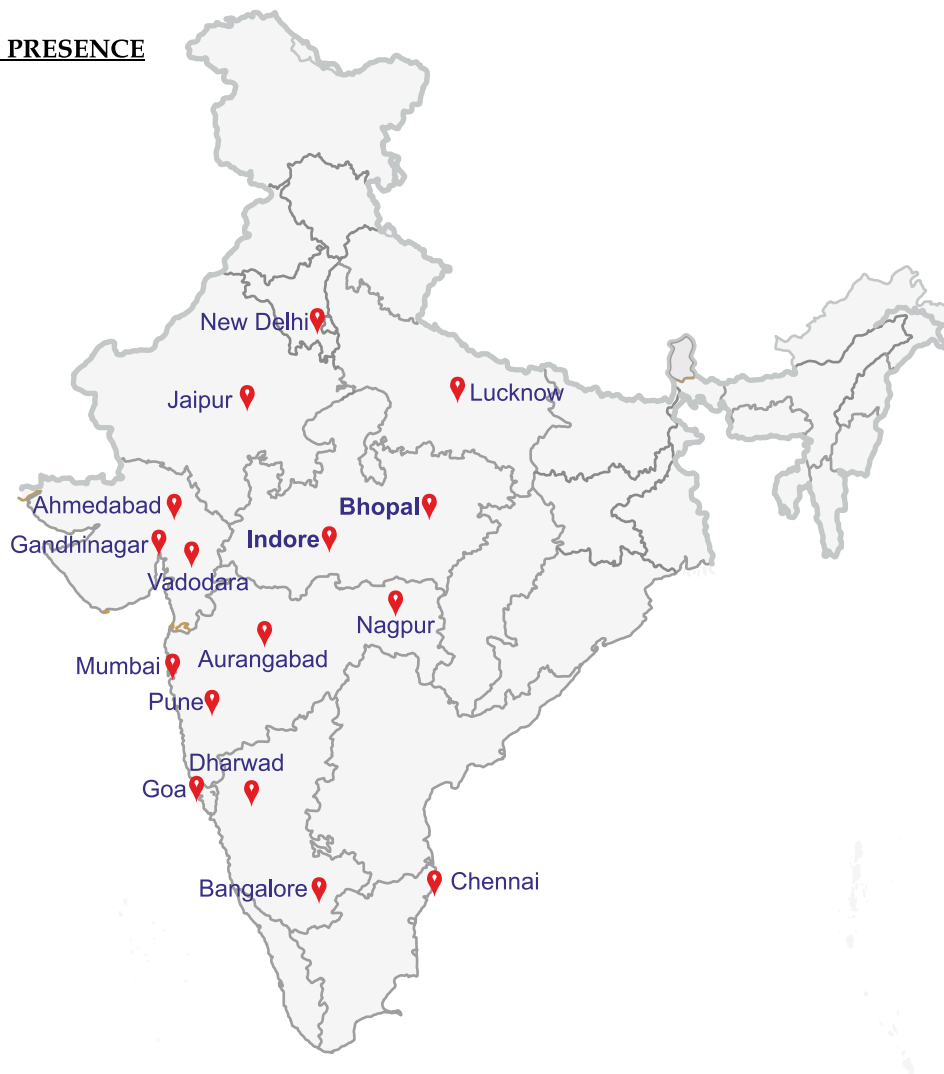 PRESENCE
New Delhi
Jaipur
Lucknow
Ahmedabad
Bhopal
Gandhinagar
Indore
Vadodara
Nagpur
Aurangabad
Mumbai
Pune
Dharwad
Goa
Bangalore
Chennai